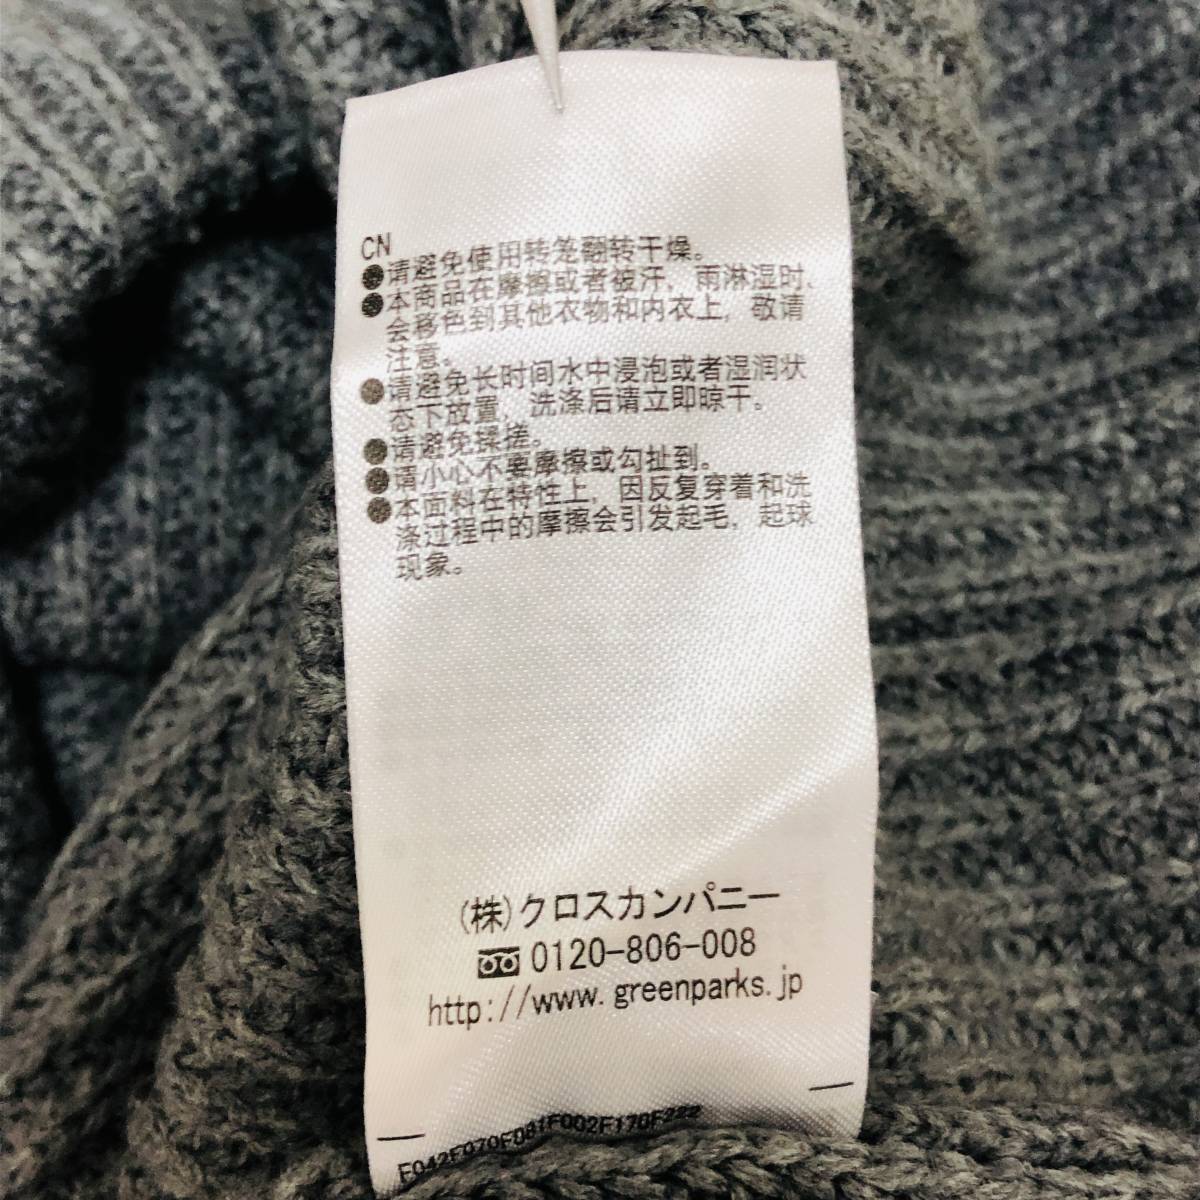 CN
●请避免使用转笼翻转干燥。
●本商品在摩擦或者被汗，雨淋湿时，
会移色到其他衣物和内衣上，敬请
注意。
●请避免长时间水中浸泡或者湿润状
态下放置，洗涤后请立即晾干。
●请避免揉搓。
●请小心不要摩擦或勾扯到。
●本面料在特性上，因反复穿着和洗
涤过程中的摩擦会引发起毛，起球
现象。
(株)クロスカンパニー
0120-806-008
http://www.greenparks.jp
F042F070F081F002F170F222